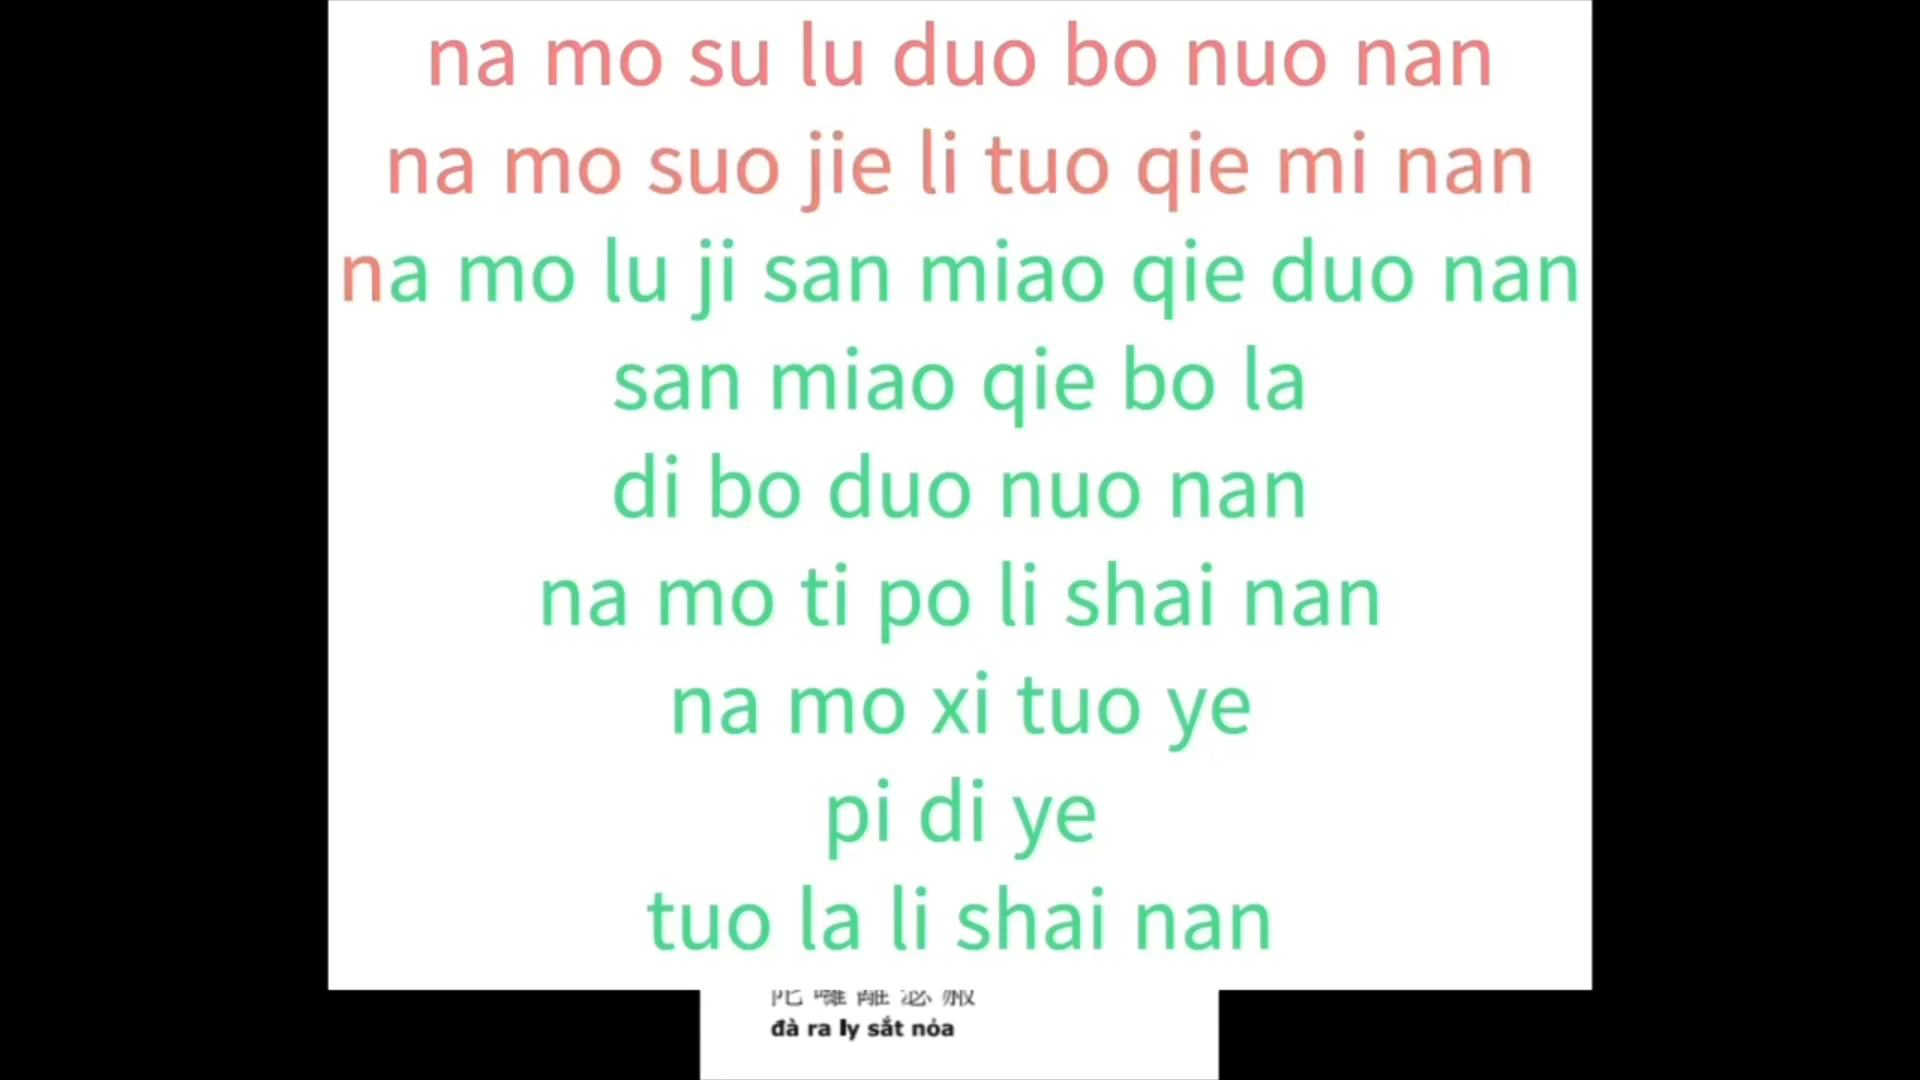 na mo su lu duo bo nuo nan
na mo suo jie li tuo qie mi nan
na mo lu ji san miao qie duo nan
san miao qie bo la
di bo duo nuo nan
na mo ti po li shai nan
na mo xi tuo ye
pi di ye
tuo la li shai nan
đà ra ly sắt nỏa